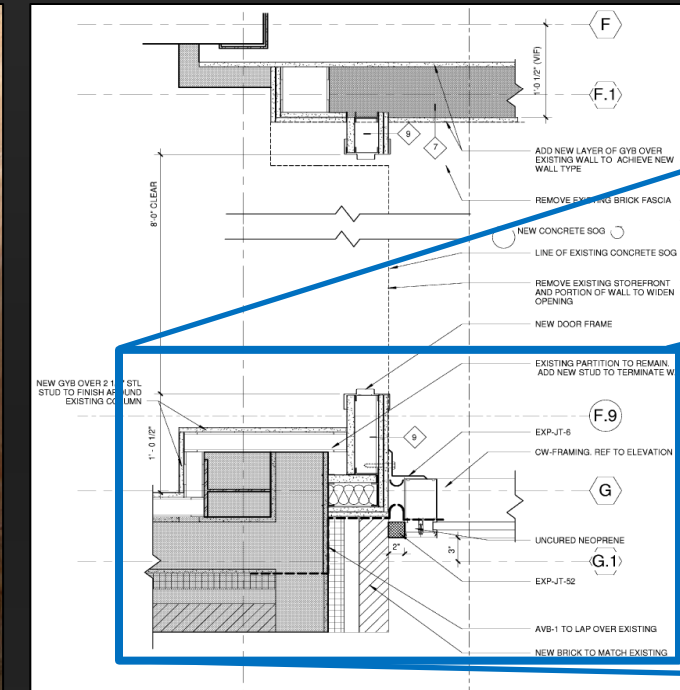 F
1'-0 1/2" (VIF)
F.1
9
7
ADD NEW LAYER OF GYB OVER
EXISTING WALL TO ACHIEVE NEW
WALL TYPE
8'-0" CLEAR
REMOVE EXISTING BRICK FASCIA
NEW CONCRETE SOG
LINE OF EXISTING CONCRETE SOG
REMOVE EXISTING STOREFRONT
AND PORTION OF WALL TO WIDEN
OPENING
NEW DOOR FRAME
EXISTING PARTITION TO REMAIN.
ADD NEW STUD TO TERMINATE
NEW GYB OVER 2 STL
STUD TO FINISH AROUND
EXISTING COLUMN
F.9
9
EXP-JT-6
1'- 0 1/2"
CW-FRAMING. REF TO ELEVATION
G
UNCURED NEOPRENE
2"
3"
G.1
EXP-JT-52
AVB-1 TO LAP OVER EXISTING
NEW BRICK TO MATCH EXISTING